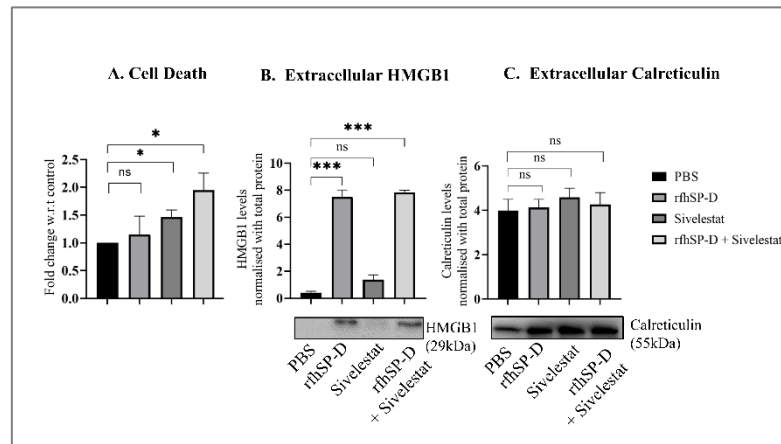 A. Cell Death
B. Extracellular HMGB1
C. Extracellular Calreticulin
Fold change w.r.t control
2.5
2.0
1.5
1.0
0.5
0.0
ns
*
*
HMGB1 levels
normalised with total protein
10
8
6
4
2
0
***
ns
***
Calreticulin levels
normalised with total protein
6
4
2
0
ns
ns
ns
PBS
rfhSP-D
Sivelestat
rfhSP-D + Sivelestat
HMGB1
(29kDa)
PBS
rfhSP-D
Sivelestat
rfhSP-D
+ Sivelestat
Calreticulin
(55kDa)
PBS
rfhSP-D
Sivelestat
rfhSP-D
+ Sivelestat